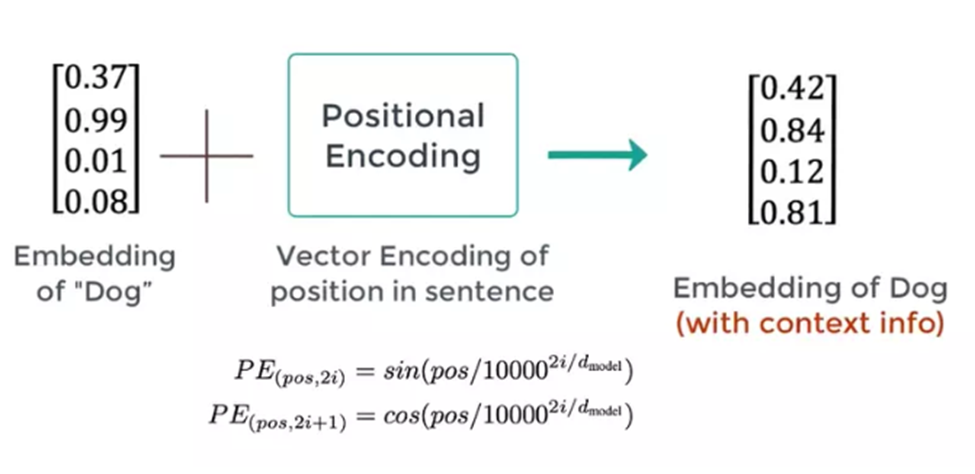 [0.37]
[0.99]
[0.01]
[0.08]
Embedding
of "Dog”
+
Positional
Encoding
Vector Encoding of
position in sentence
[0.42]
[0.84]
[0.12]
[0.81]
Embedding of Dog
(with context info)
PE(pos,2i) = sin(pos/10000^2i/d_model)
PE(pos,2i+1) = cos(pos/10000^2i/d_model)